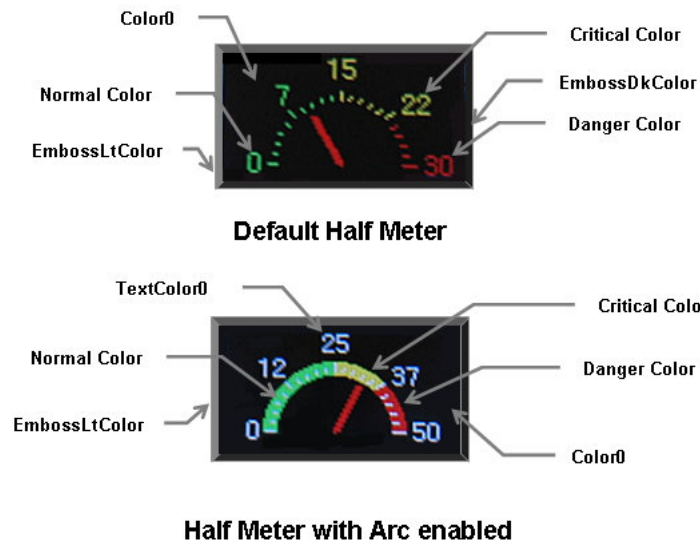 Color0
Critical Color
15
EmbossDkColor
Normal Color
7
22
Danger Color
EmbossLtColor
0
30
Default Half Meter
TextColor0
Critical Colo
25
Normal Color
12
37
Danger Color
EmbossLtColor
0
50
Color0
Half Meter with Arc enabled